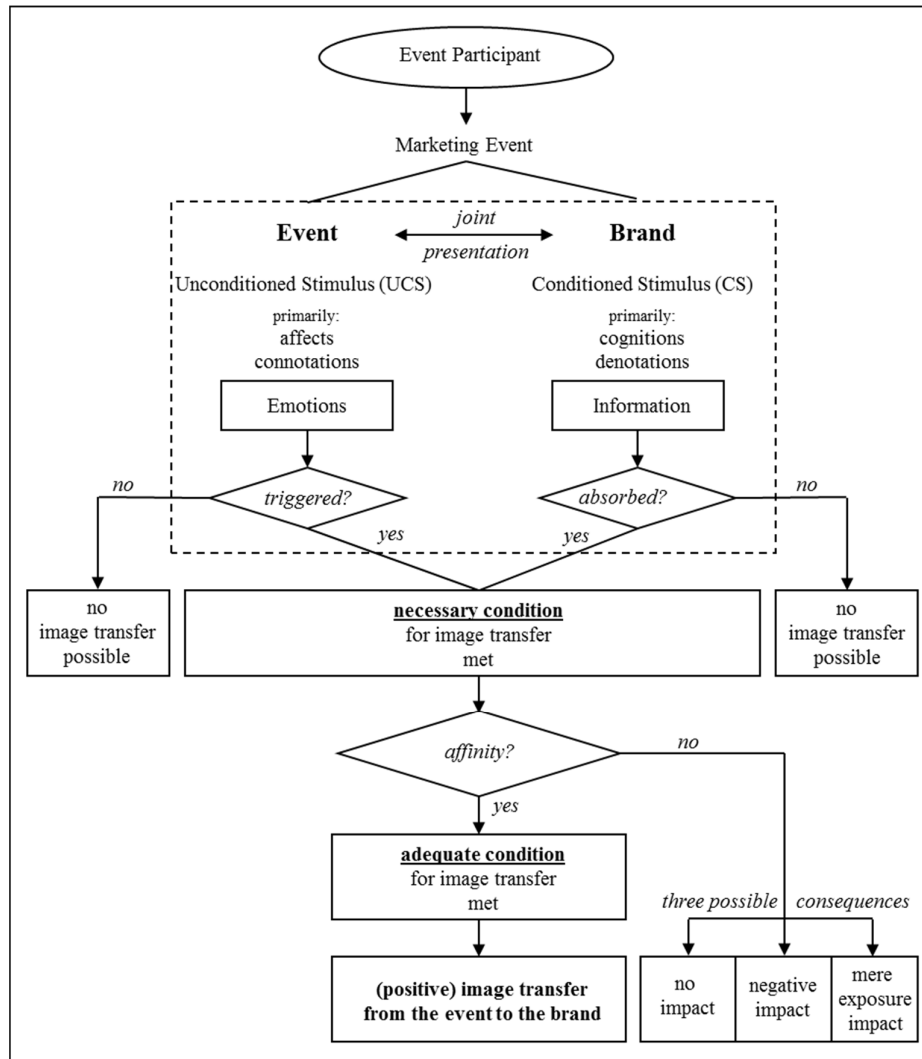 Event Participant
Marketing Event
Event
joint
presentation
Brand
Unconditioned Stimulus (UCS)
Conditioned Stimulus (CS)
primarily:
affects
connotations
primarily:
cognitions
denotations
Emotions
Information
no
triggered?
absorbed?
no
yes
yes
no
image transfer
possible
necessary condition
for image transfer
met
no
image transfer
possible
affinity?
no
yes
adequate condition
for image transfer
met
three possible consequences
(positive) image transfer
from the event to the brand
no
impact
negative
impact
mere
exposure
impact